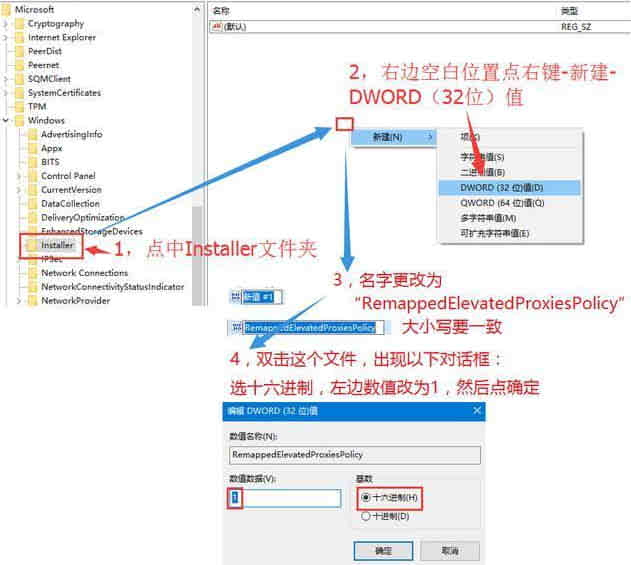 Microsoft
Cryptography
Internet Explorer
PeerDist
Peernet
SQMClient
SystemCertificates
TPM
Windows
AdvertisingInfo
Appx
BITS
Control Panel
CurrentVersion
DataCollection
DeliveryOptimization
EnhancedStorageDevices
Installer
IPSec
Network Connections
NetworkConnectivityStatusIndicator
NetworkProvider
名称 类型
(默认) REG_SZ
2，右边空白位置点右键-新建-
DWORD（32位）值
新建(N)
项(K)
字符串值(S)
二进制值(B)
DWORD (32 位)值(D)
QWORD (64 位)值(Q)
多字符串值(M)
可扩充字符串值(E)
1，点中Installer文件夹
3，名字更改为
“RemappedElevatedProxiesPolicy”
大小写要一致
新值 #1
RemappedElevatedProxiesPolicy
4，双击这个文件，出现以下对话框：
选十六进制，左边数值改为1，然后点确定
编辑 DWORD (32 位)值
数值名称(N):
RemappedElevatedProxiesPolicy
数值数据(V):
1
基数
十六进制(H)
十进制(D)
确定 取消